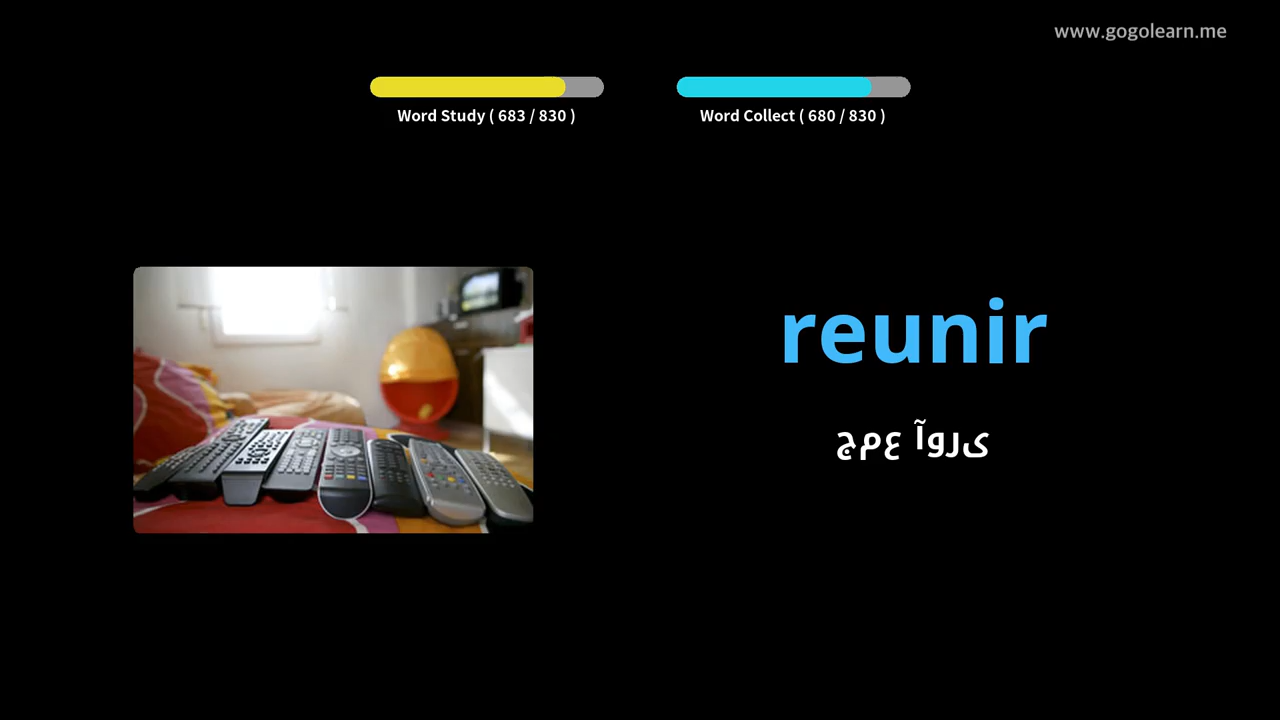 www.gogolearn.me
Word Study ( 683 / 830 )
Word Collect ( 680 / 830 )
reunir
جمع آوری